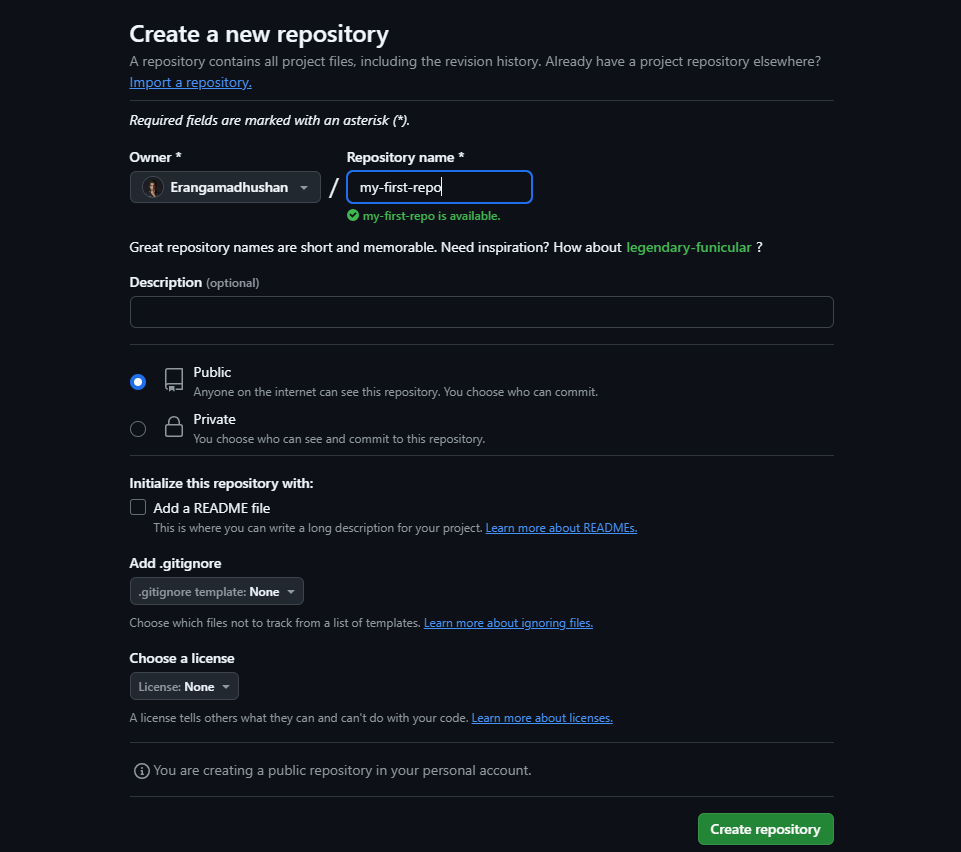 Create a new repository
A repository contains all project files, including the revision history. Already have a project repository elsewhere?
Import a repository.
Required fields are marked with an asterisk (*).
Owner * Repository name *
Erangamadhushan / my-first-repo
my-first-repo is available.
Great repository names are short and memorable. Need inspiration? How about legendary-funicular ?
Description (optional)
Public
Anyone on the internet can see this repository. You choose who can commit.
Private
You choose who can see and commit to this repository.
Initialize this repository with:
Add a README file
This is where you can write a long description for your project. Learn more about READMEs.
Add .gitignore
.gitignore template: None
Choose which files not to track from a list of templates. Learn more about ignoring files.
Choose a license
License: None
A license tells others what they can and can't do with your code. Learn more about licenses.
You are creating a public repository in your personal account.
Create repository